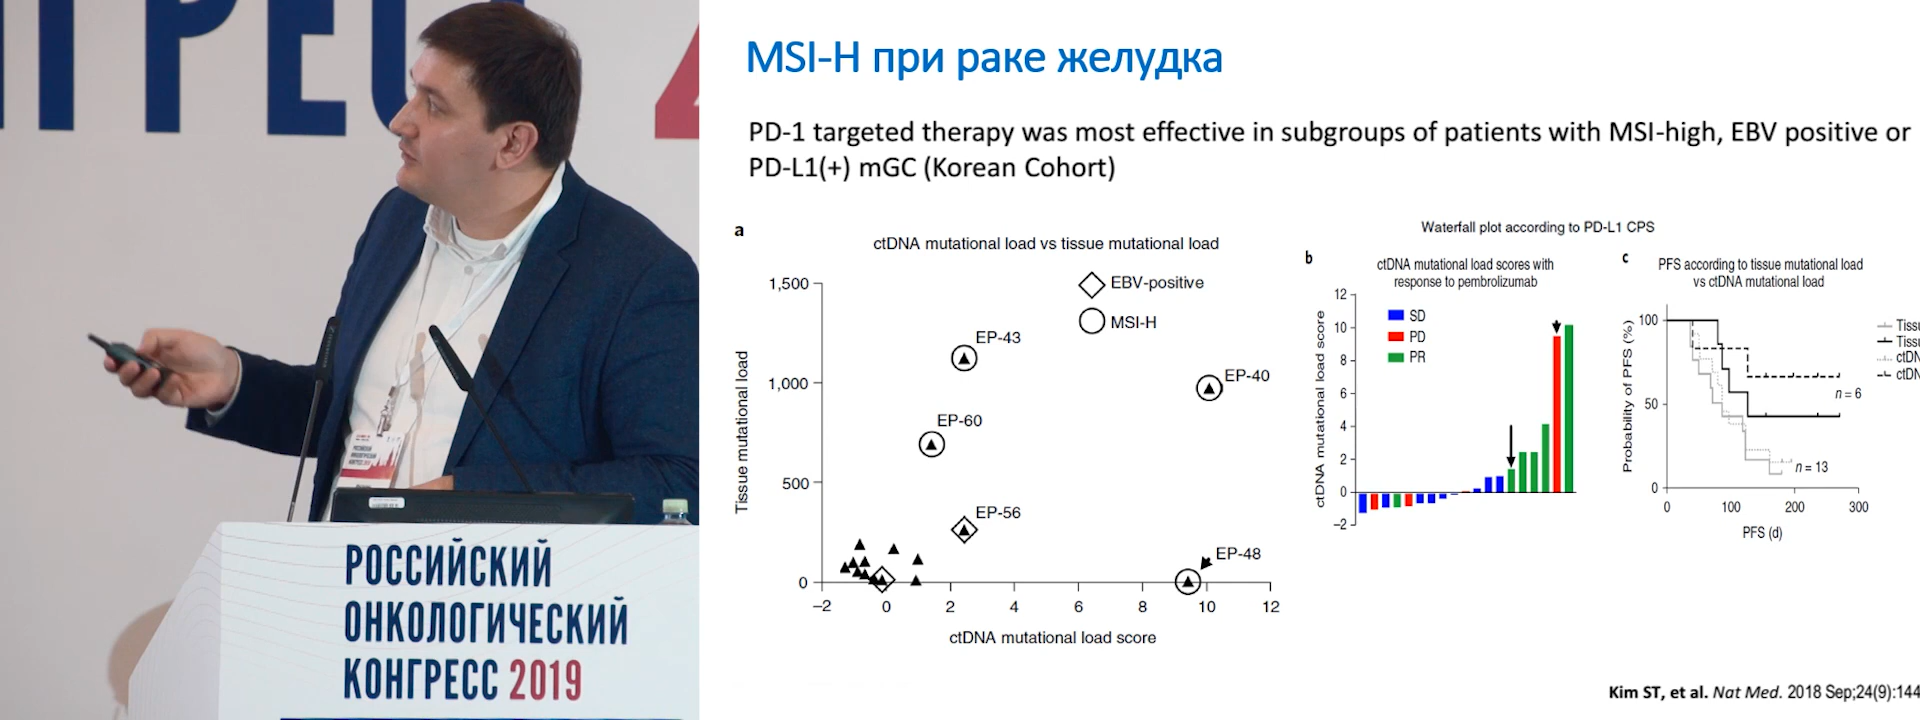 РОССИЙСКИЙ
ОНКОЛОГИЧЕСКИЙ
КОНГРЕСС 2019
MSI-H при раке желудка
PD-1 targeted therapy was most effective in subgroups of patients with MSI-high, EBV positive or
PD-L1(+) mGC (Korean Cohort)
a
ctDNA mutational load vs tissue mutational load
EBV-positive
MSI-H
EP-43
EP-40
EP-60
EP-56
EP-48
Tissue mutational load
1,500
1,000
500
0
−2 0 2 4 6 8 10 12
ctDNA mutational load score
Waterfall plot according to PD-L1 CPS
b
ctDNA mutational load scores with
response to pembrolizumab
SD
PD
PR
ctDNA mutational load score
12
10
8
6
4
2
0
−2
c
PFS according to tissue mutational load
vs ctDNA mutational load
Probability of PFS (%)
100
50
0
n = 6
n = 13
0 100 200 300
PFS (d)
Kim ST, et al. Nat Med. 2018 Sep;24(9):144